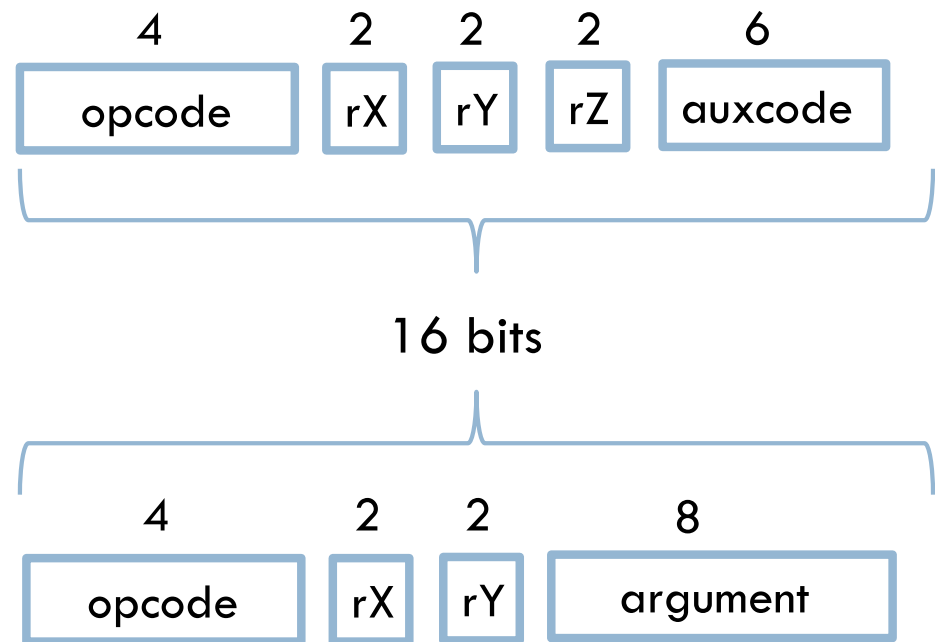 4 2 2 2 6
opcode rX rY rZ auxcode
16 bits
4 2 2 8
opcode rX rY argument